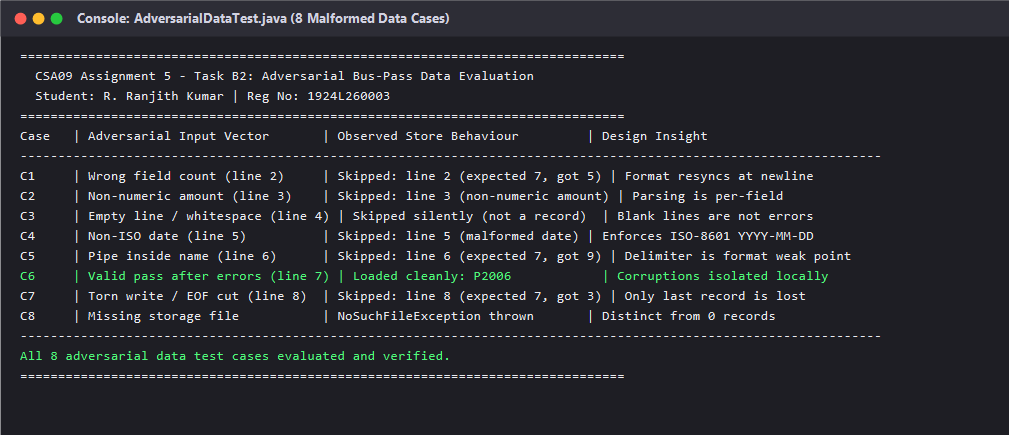 Console: AdversarialDataTest.java (8 Malformed Data Cases)
================================================================================
CSA09 Assignment 5 - Task B2: Adversarial Bus-Pass Data Evaluation
Student: R. Ranjith Kumar | Reg No: 1924L260003
================================================================================
Case | Adversarial Input Vector | Observed Store Behaviour | Design Insight
------------------------------------------------------------------------------------------------------------------
C1 | Wrong field count (line 2) | Skipped: line 2 (expected 7, got 5) | Format resyncs at newline
C2 | Non-numeric amount (line 3) | Skipped: line 3 (non-numeric amount) | Parsing is per-field
C3 | Empty line / whitespace (line 4) | Skipped silently (not a record) | Blank lines are not errors
C4 | Non-ISO date (line 5) | Skipped: line 5 (malformed date) | Enforces ISO-8601 YYYY-MM-DD
C5 | Pipe inside name (line 6) | Skipped: line 6 (expected 7, got 9) | Delimiter is format weak point
C6 | Valid pass after errors (line 7) | Loaded cleanly: P2006 | Corruptions isolated locally
C7 | Torn write / EOF cut (line 8) | Skipped: line 8 (expected 7, got 3) | Only last record is lost
C8 | Missing storage file | NoSuchFileException thrown | Distinct from 0 records
------------------------------------------------------------------------------------------------------------------
All 8 adversarial data test cases evaluated and verified.
================================================================================